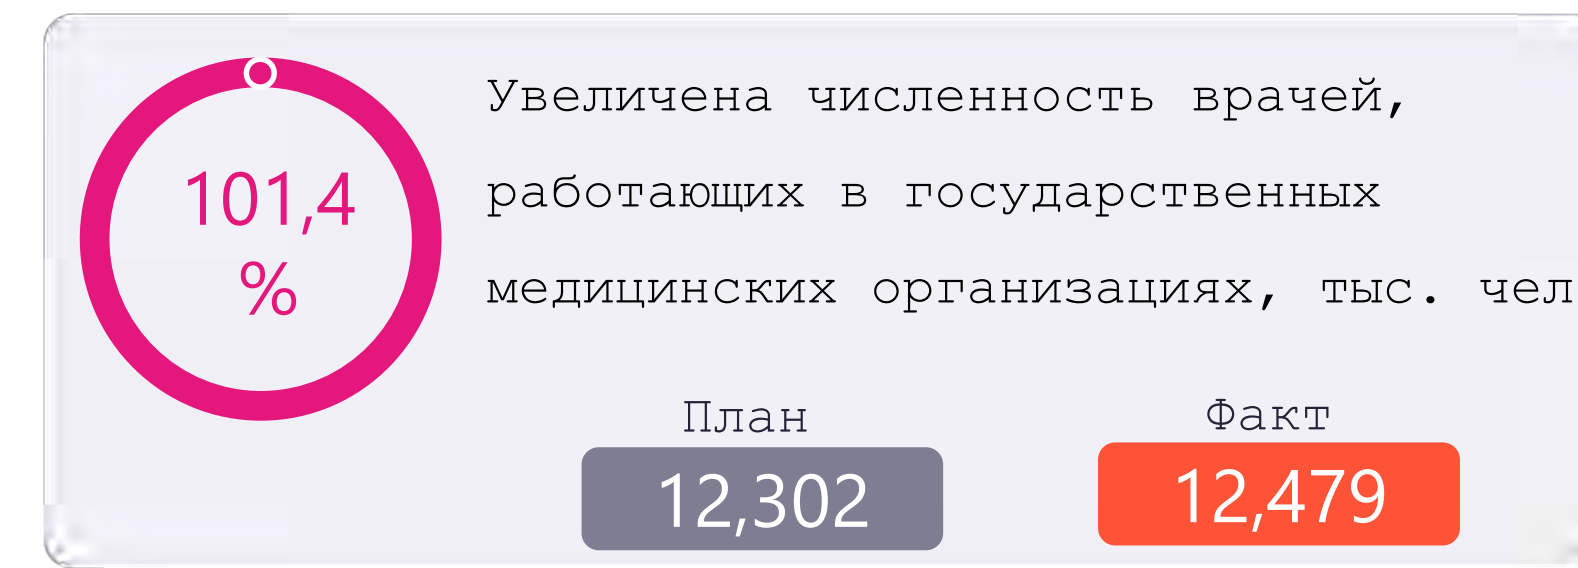 101,4
%
Увеличена численность врачей,
работающих в государственных
медицинских организациях, тыс. чел
План
Факт
12,302
12,479